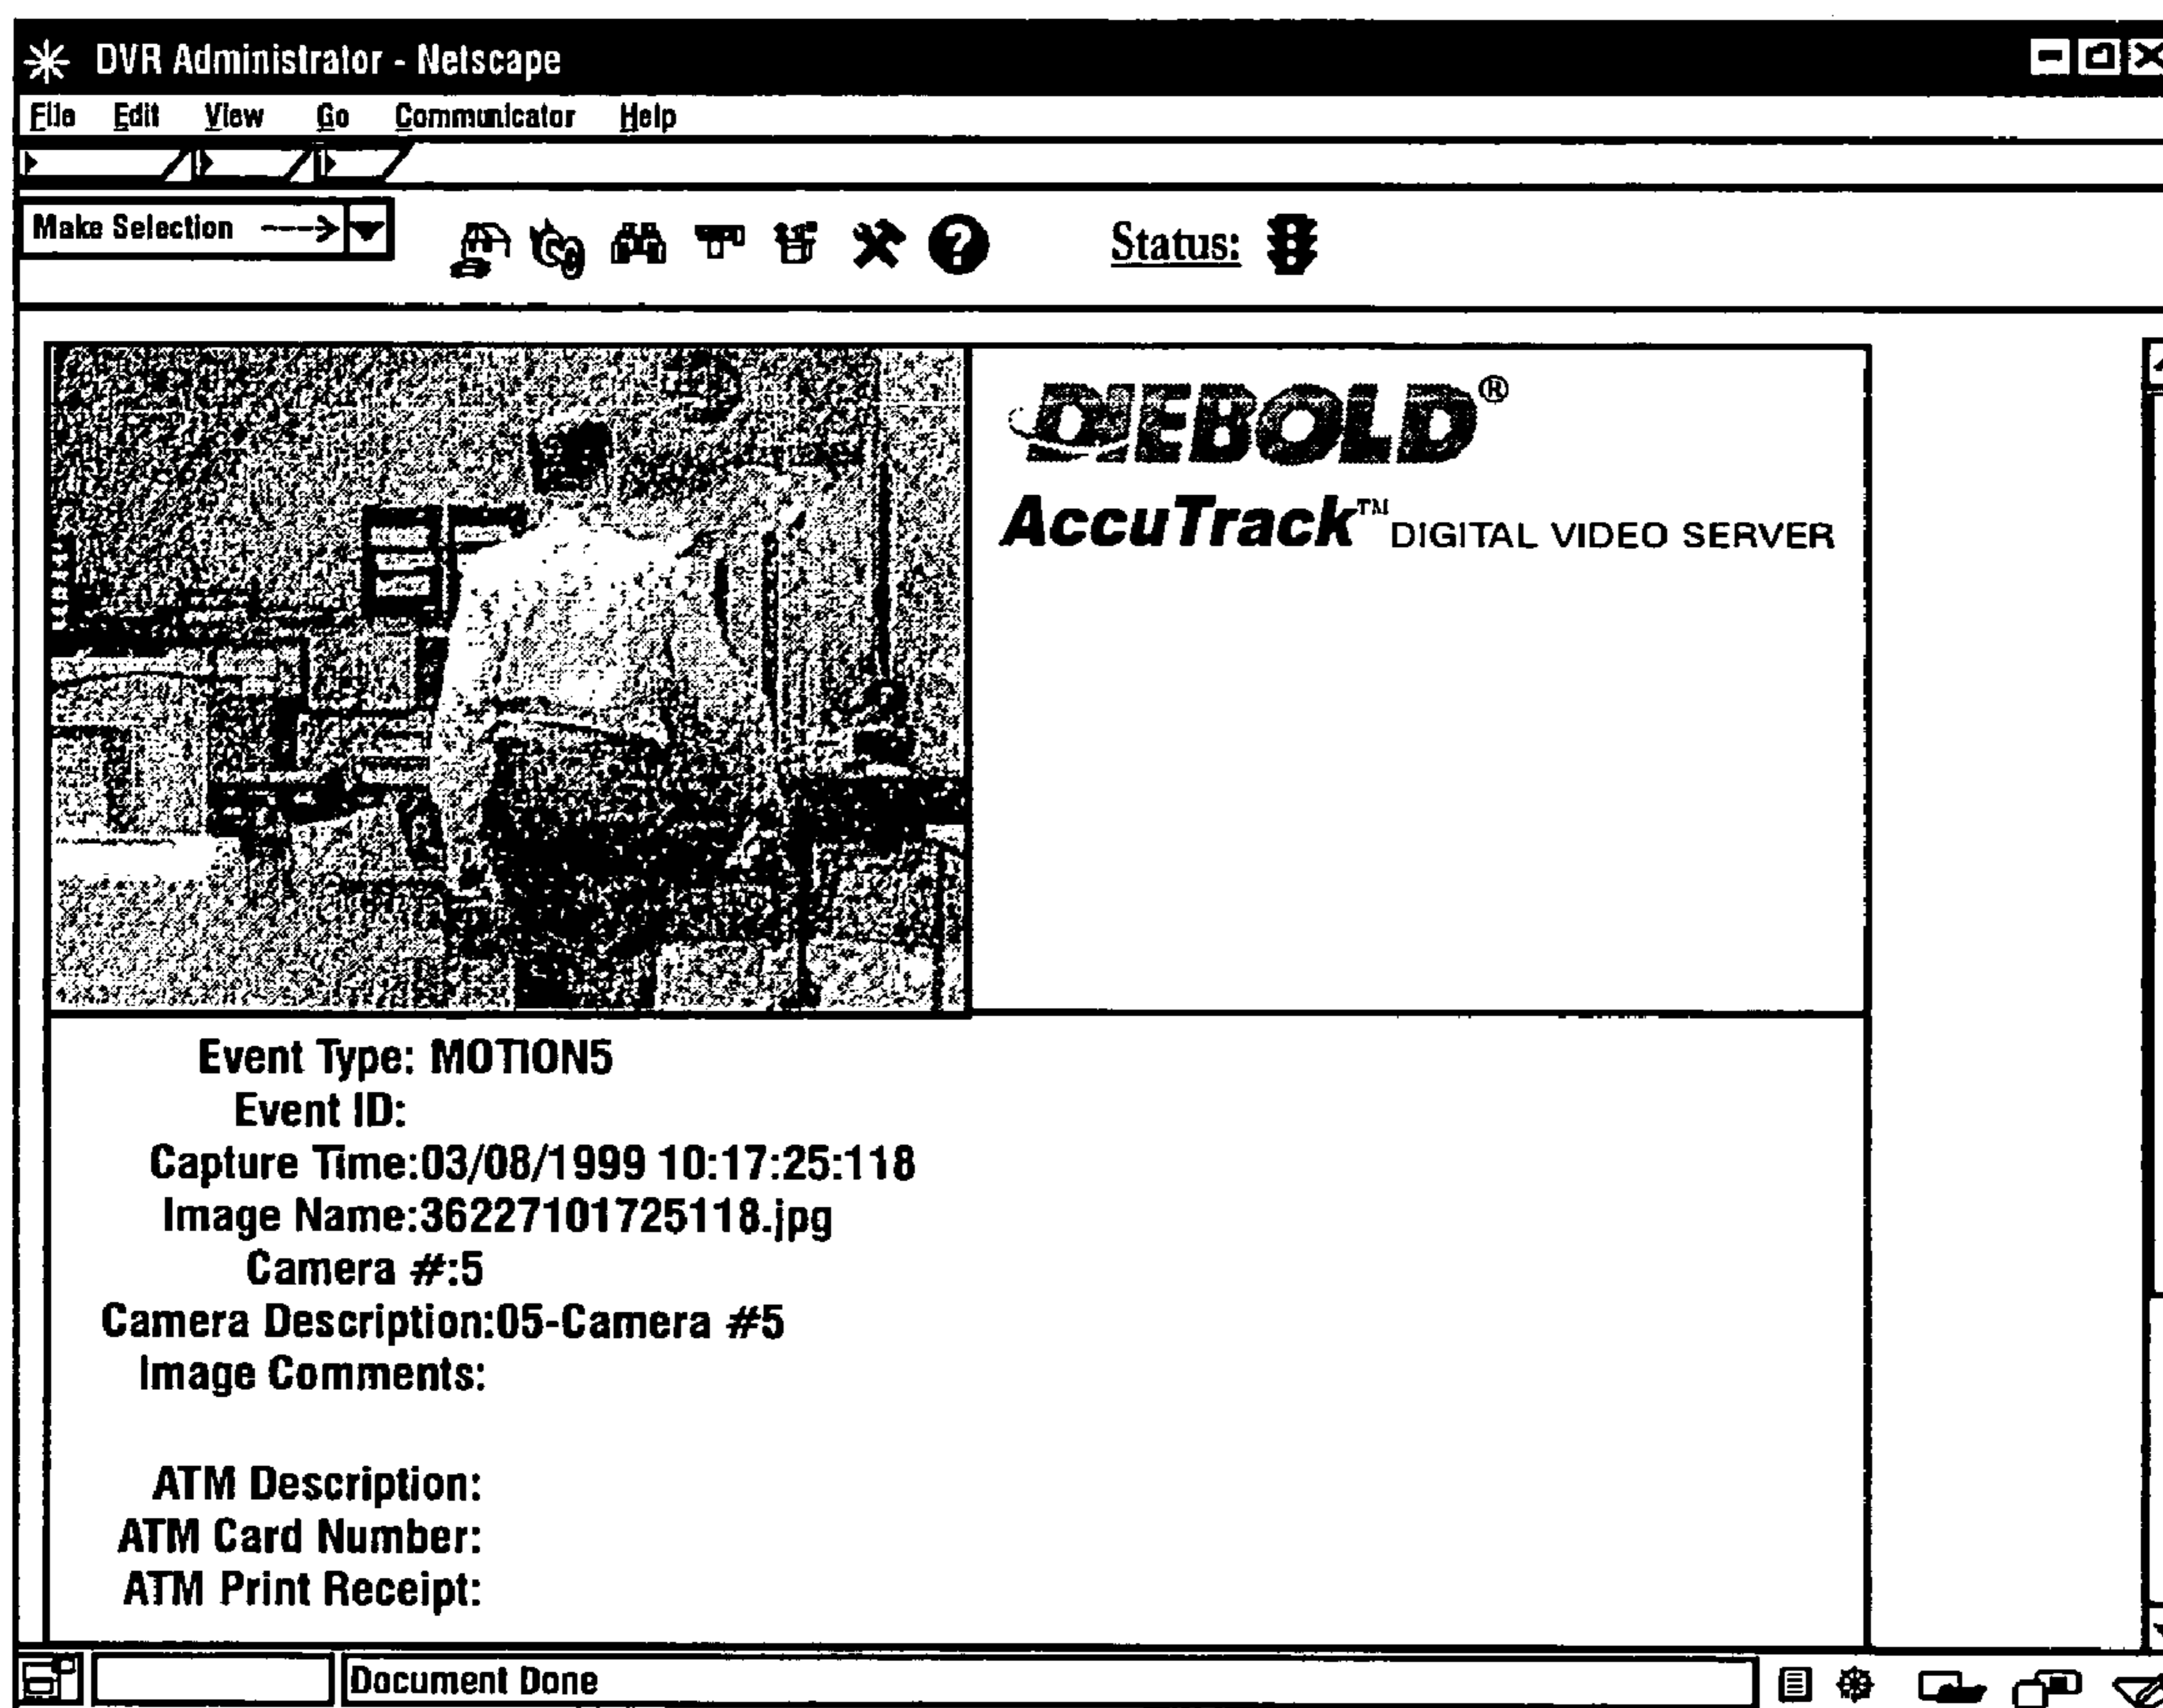 DVR Administrator - Netscape
File Edit View Go Communicator Help
Make Selection --->
? Status:
DIEBOLD®
AccuTrack™ DIGITAL VIDEO SERVER
Event Type: MOTION5
Event ID:
Capture Time:03/08/1999 10:17:25:118
Image Name:36227101725118.jpg
Camera #:5
Camera Description:05-Camera #5
Image Comments:
ATM Description:
ATM Card Number:
ATM Print Receipt:
Document Done